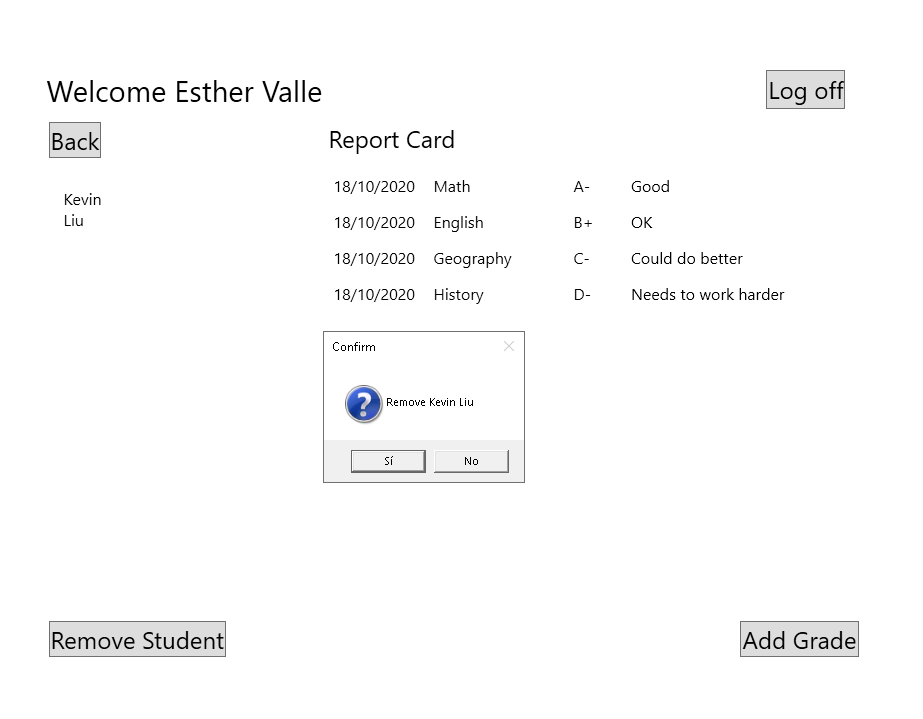 Welcome Esther Valle
Log off
Back
Report Card
Kevin
Liu
18/10/2020 Math A- Good
18/10/2020 English B+ OK
18/10/2020 Geography C- Could do better
18/10/2020 History D- Needs to work harder
Confirm
Remove Kevin Liu
Sí No
Remove Student
Add Grade